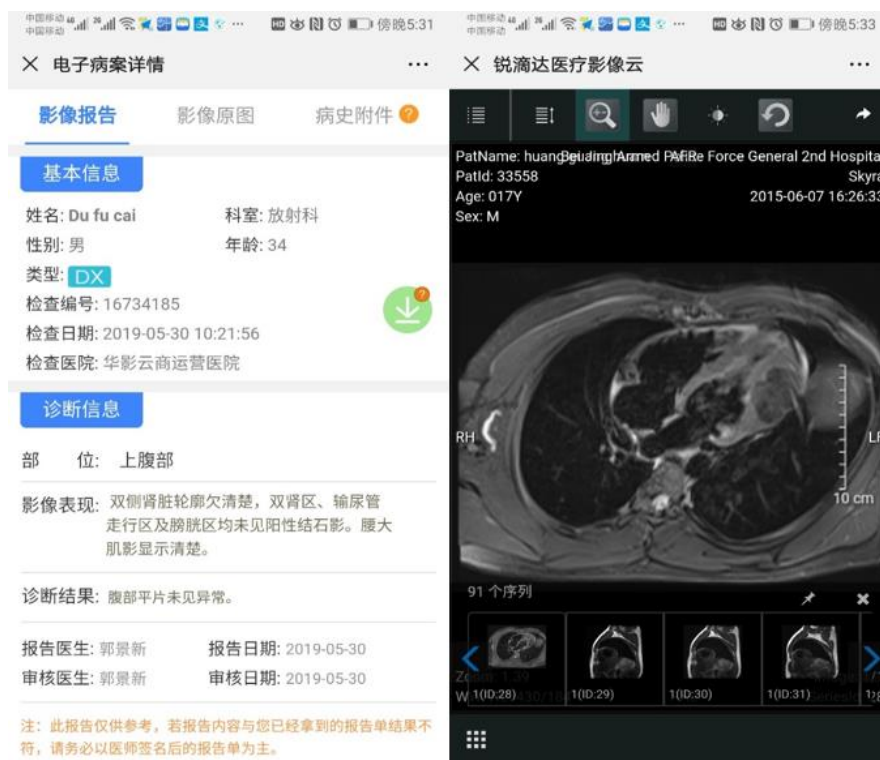 中国移动
中国移动
HD
傍晚5:31
电子病案详情
影像报告 影像原图 病史附件 ?
基本信息
姓名: Du fu cai 科室: 放射科
性别: 男 年龄: 34
类型: DX
检查编号: 16734185
检查日期: 2019-05-30 10:21:56
检查医院: 华影云商运营医院
诊断信息
部 位: 上腹部
影像表现: 双侧肾脏轮廓欠清楚，双肾区、输尿管
走行区及膀胱区均未见阳性结石影。腰大
肌影显示清楚。
诊断结果: 腹部平片未见异常。
报告医生: 郭景新 报告日期: 2019-05-30
审核医生: 郭景新 审核日期: 2019-05-30
注: 此报告仅供参考，若报告内容与您已经拿到的报告单结果不
符，请务必以医师签名后的报告单为主。
中国移动
中国移动
HD
傍晚5:33
锐滴达医疗影像云
PatName: Force General 2nd Hospita
PatId: 33558 Skyra
Age: 017Y 2015-06-07 16:26:33
Sex: M
RH
10 cm
91 个序列
1(ID:28) 1(ID:29) 1(ID:30) 1(ID:31)